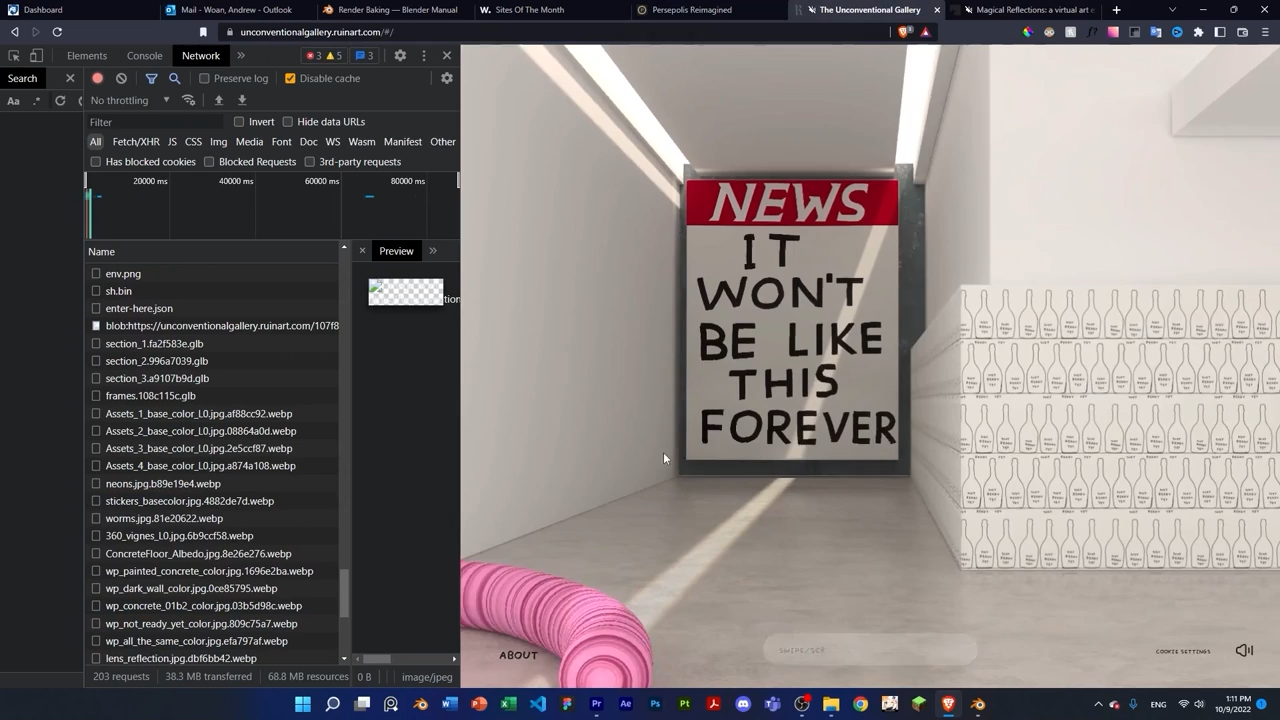 Dashboard
Mail - Woan, Andrew - Outlook
Render Baking — Blender Manual
Sites Of The Month
Persepolis Reimagined
The Unconventional Gallery
Magical Reflections: a virtual art e
unconventionalgallery.ruinart.com/#/
Elements
Console
Network
3
5
3
Search
Preserve log
Disable cache
Aa
.*
No throttling
Filter
Invert
Hide data URLs
All
Fetch/XHR
JS
CSS
Img
Media
Font
Doc
WS
Wasm
Manifest
Other
Has blocked cookies
Blocked Requests
3rd-party requests
20000 ms
40000 ms
60000 ms
80000 ms
Name
Preview
env.png
sh.bin
enter-here.json
blob:https://unconventionalgallery.ruinart.com/107f8
section_1.fa2f583e.glb
section_2.996a7039.glb
section_3.a9107b9d.glb
frames.108c115c.glb
Assets_1_base_color_L0.jpg.af88cc92.webp
Assets_2_base_color_L0.jpg.08864a0d.webp
Assets_3_base_color_L0.jpg.2e5ccf87.webp
Assets_4_base_color_L0.jpg.a874a108.webp
neons.jpg.b89e19e4.webp
stickers_basecolor.jpg.4882de7d.webp
worms.jpg.81e20622.webp
360_vignes_L0.jpg.6b9ccf58.webp
ConcreteFloor_Albedo.jpg.8e26e276.webp
wp_painted_concrete_color.jpg.1696e2ba.webp
wp_dark_wall_color.jpg.0ce85795.webp
wp_concrete_01b2_color.jpg.03b5d98c.webp
wp_not_ready_yet_color.jpg.809c75a7.webp
wp_all_the_same_color.jpg.efa797af.webp
lens_reflection.jpg.dbf6bb42.webp
203 requests
38.3 MB transferred
68.8 MB resources
0 B
image/jpeg
NEWS
IT
WON'T
BE LIKE
THIS
FOREVER
ABOUT
COOKIE SETTINGS
ENG
1:11 PM
10/9/2022